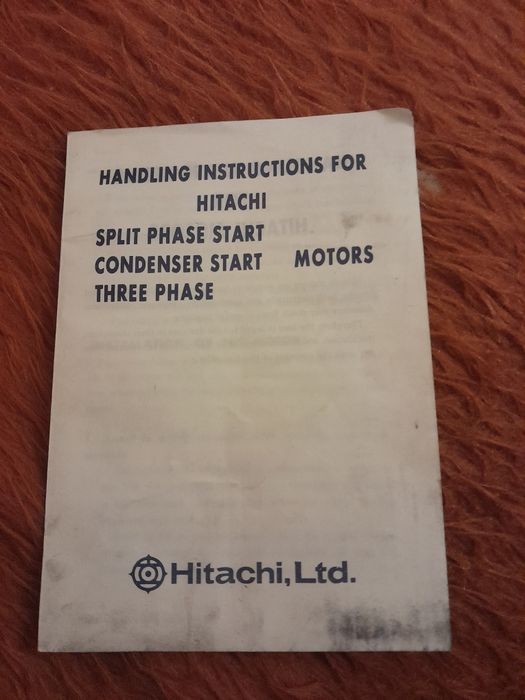 HANDLING INSTRUCTIONS FOR
HITACHI
SPLIT PHASE START
CONDENSER START MOTORS
THREE PHASE
Hitachi, Ltd.